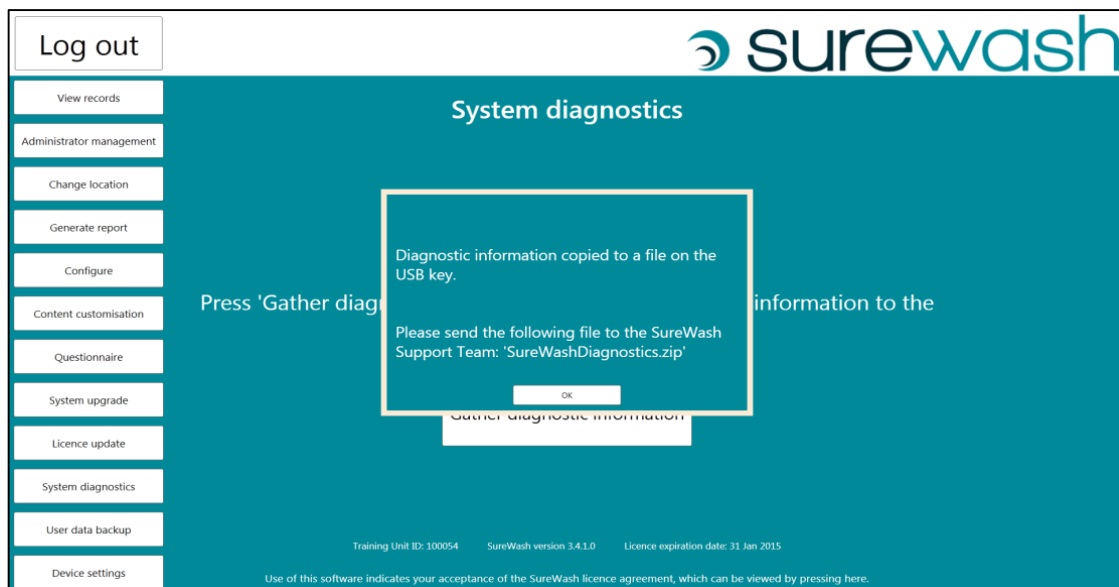 Log out
surewash
View records
Administrator management
Change location
Generate report
Configure
Content customisation
Questionnaire
System upgrade
Licence update
System diagnostics
User data backup
Device settings
System diagnostics
Press 'Gather diag
information to the
Diagnostic information copied to a file on the
USB key.
Please send the following file to the SureWash
Support Team: 'SureWashDiagnostics.zip'
OK
Gather diagnostic information
Training Unit ID: 100054 SureWash version 3.4.1.0 Licence expiration date: 31 Jan 2015
Use of this software indicates your acceptance of the SureWash licence agreement, which can be viewed by pressing here.